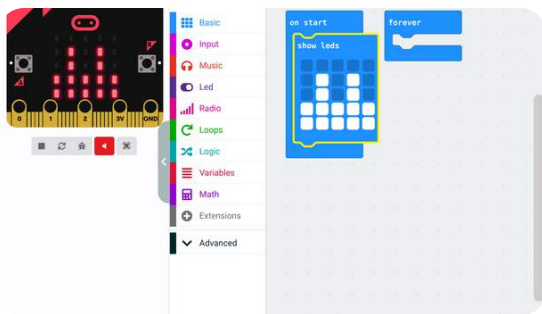 A
B
0
1
2
3V
GND
Basic
Input
Music
Led
Radio
Loops
Logic
Variables
Math
Extensions
Advanced
on start
show leds
forever